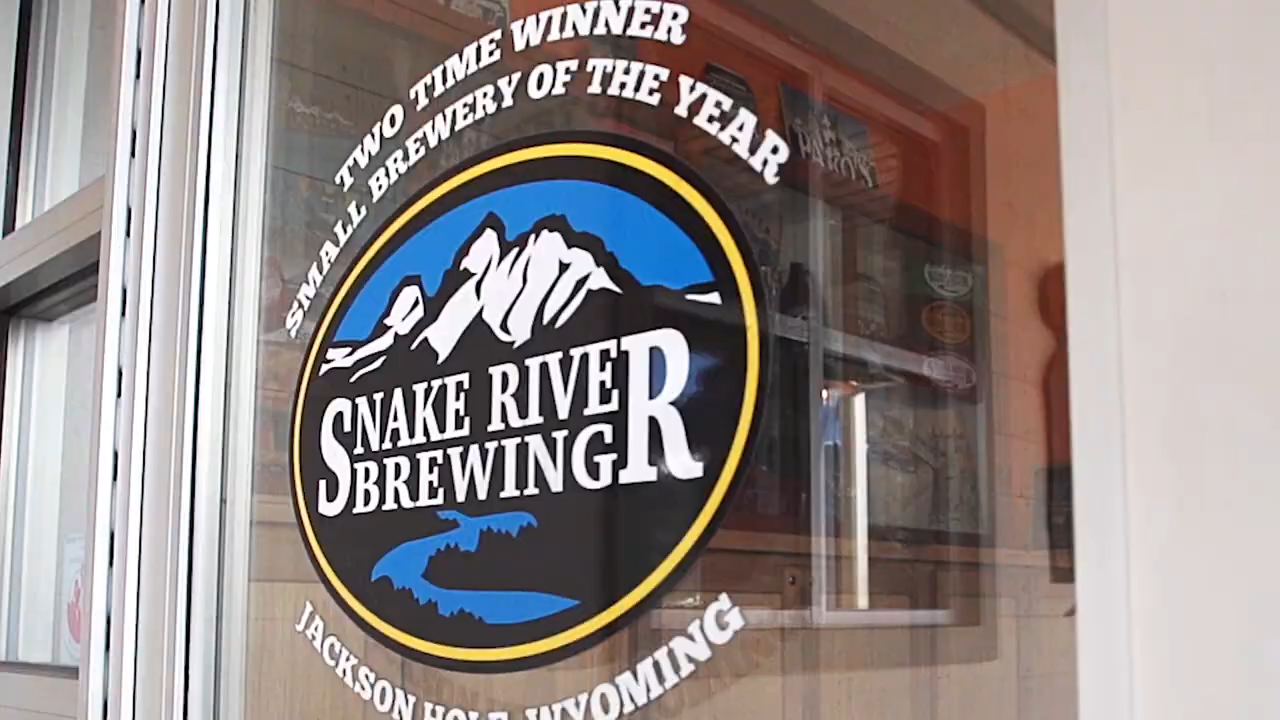 TWO TIME WINNER
SMALL BREWERY OF THE YEAR
SNAKE RIVER
BREWING
JACKSON HOLE, WYOMING